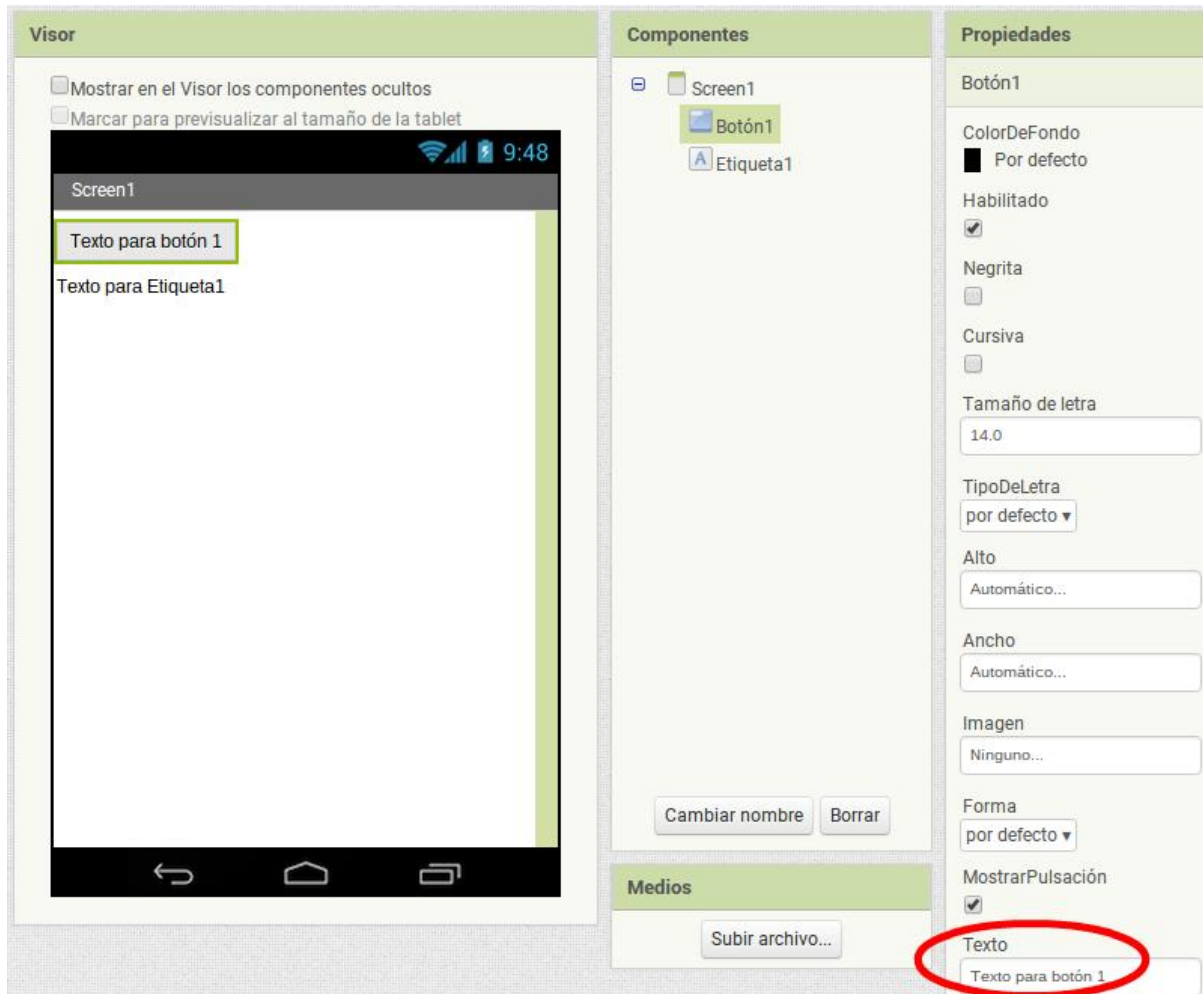 Visor
Mostrar en el Visor los componentes ocultos
Marcar para previsualizar al tamaño de la tablet
9:48
Screen1
Texto para botón 1
Texto para Etiqueta1
Componentes
Screen1
Botón1
A Etiqueta1
Cambiar nombre Borrar
Medios
Subir archivo...
Propiedades
Botón1
ColorDeFondo
Por defecto
Habilitado
Negrita
Cursiva
Tamaño de letra
14.0
TipoDeLetra
por defecto
Alto
Automático...
Ancho
Automático...
Imagen
Ninguno...
Forma
por defecto
MostrarPulsación
Texto
Texto para botón 1